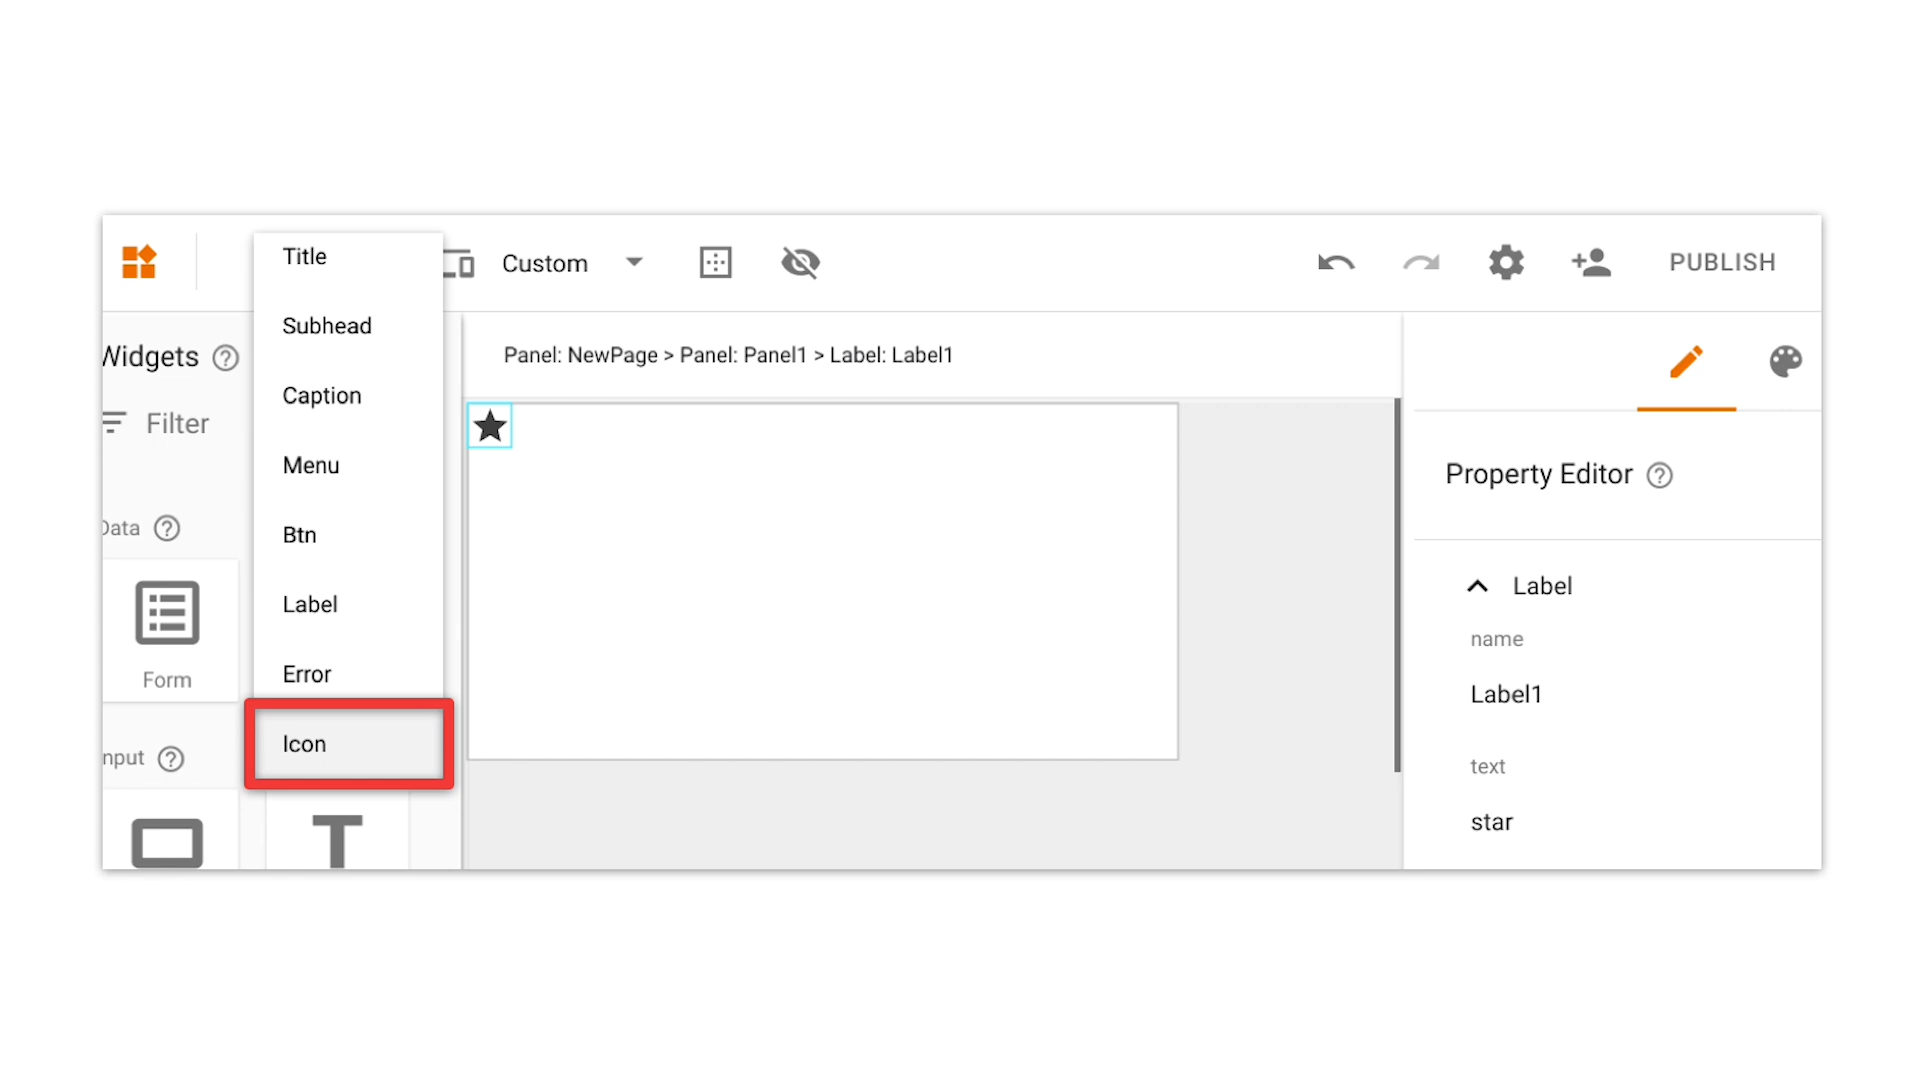 Title
Custom
PUBLISH
Subhead
Widgets
Panel: NewPage > Panel: Panel1 > Label: Label1
Caption
Filter
Menu
Property Editor
Data
Btn
Label
Label
name
Form
Error
Label1
Icon
nput
text
star